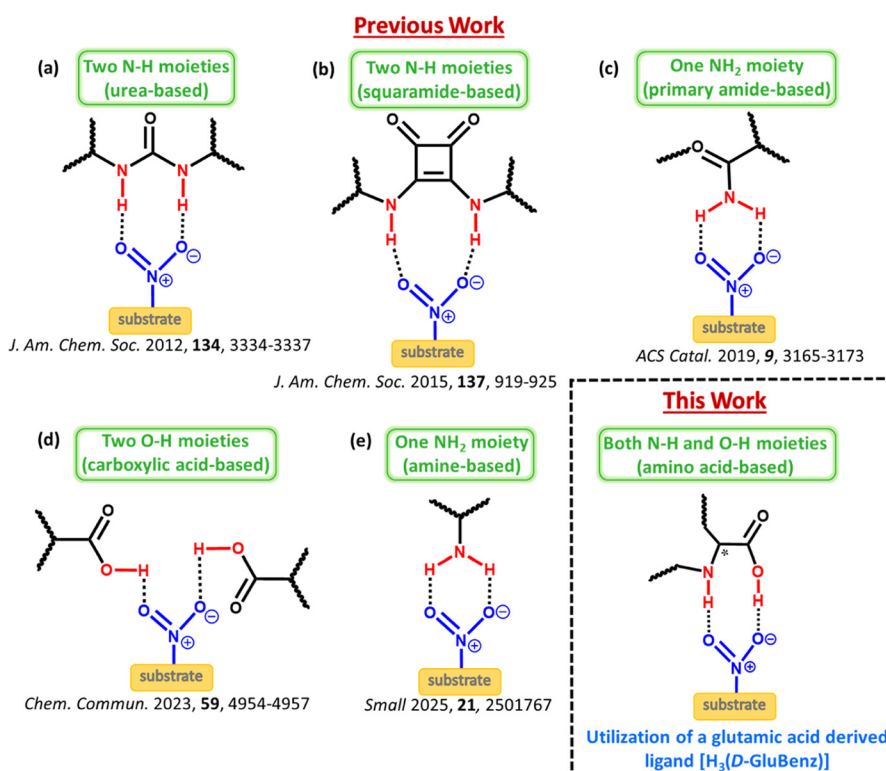 Previous Work
(a)
Two N-H moieties
(urea-based)
O
N
N
H
H
O
O
⊖
N
⊕
substrate
J. Am. Chem. Soc. 2012, 134, 3334-3337
(b)
Two N-H moieties
(squaramide-based)
O
O
N
N
H
H
O
O
⊖
N
⊕
substrate
J. Am. Chem. Soc. 2015, 137, 919-925
(c)
One NH₂ moiety
(primary amide-based)
O
N
H
H
O
O
⊖
N
⊕
substrate
ACS Catal. 2019, 9, 3165-3173
(d)
Two O-H moieties
(carboxylic acid-based)
O
O
H
H
O
O
O
O
⊖
N
⊕
substrate
Chem. Commun. 2023, 59, 4954-4957
(e)
One NH₂ moiety
(amine-based)
N
H
H
O
O
⊖
N
⊕
substrate
Small 2025, 21, 2501767
This Work
Both N-H and O-H moieties
(amino acid-based)
O
*
N
O
H
H
O
O
⊖
N
⊕
substrate
Utilization of a glutamic acid derived
ligand [H₃(D-GluBenz)]